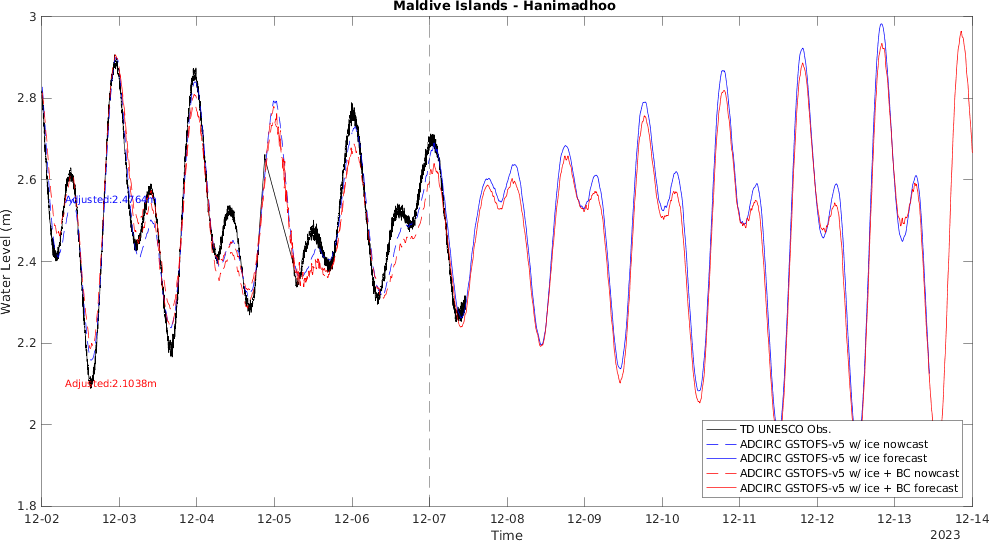 Maldive Islands - Hanimadhoo
3
2.8
2.6
2.4
2.2
2
1.8
Water Level (m)
Adjusted:2.4764m
Adjusted:2.1038m
TD UNESCO Obs.
ADCIRC GSTOFS-v5 w/ ice nowcast
ADCIRC GSTOFS-v5 w/ ice forecast
ADCIRC GSTOFS-v5 w/ ice + BC nowcast
ADCIRC GSTOFS-v5 w/ ice + BC forecast
12-02 12-03 12-04 12-05 12-06 12-07 12-08 12-09 12-10 12-11 12-12 12-13 12-14
Time
2023